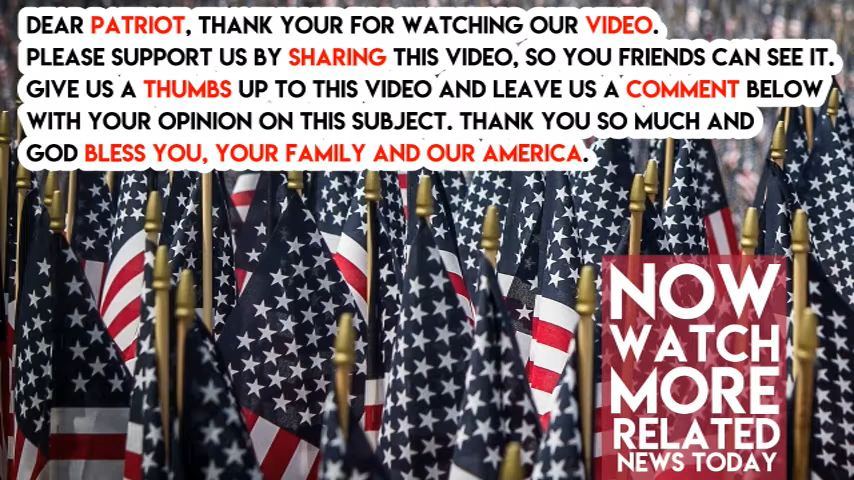 DEAR PATRIOT, THANK YOUR FOR WATCHING OUR VIDEO.
PLEASE SUPPORT US BY SHARING THIS VIDEO, SO YOU FRIENDS CAN SEE IT.
GIVE US A THUMBS UP TO THIS VIDEO AND LEAVE US A COMMENT BELOW
WITH YOUR OPINION ON THIS SUBJECT. THANK YOU SO MUCH AND
GOD BLESS YOU, YOUR FAMILY AND OUR AMERICA.
NOW
WATCH
MORE
RELATED
NEWS TODAY